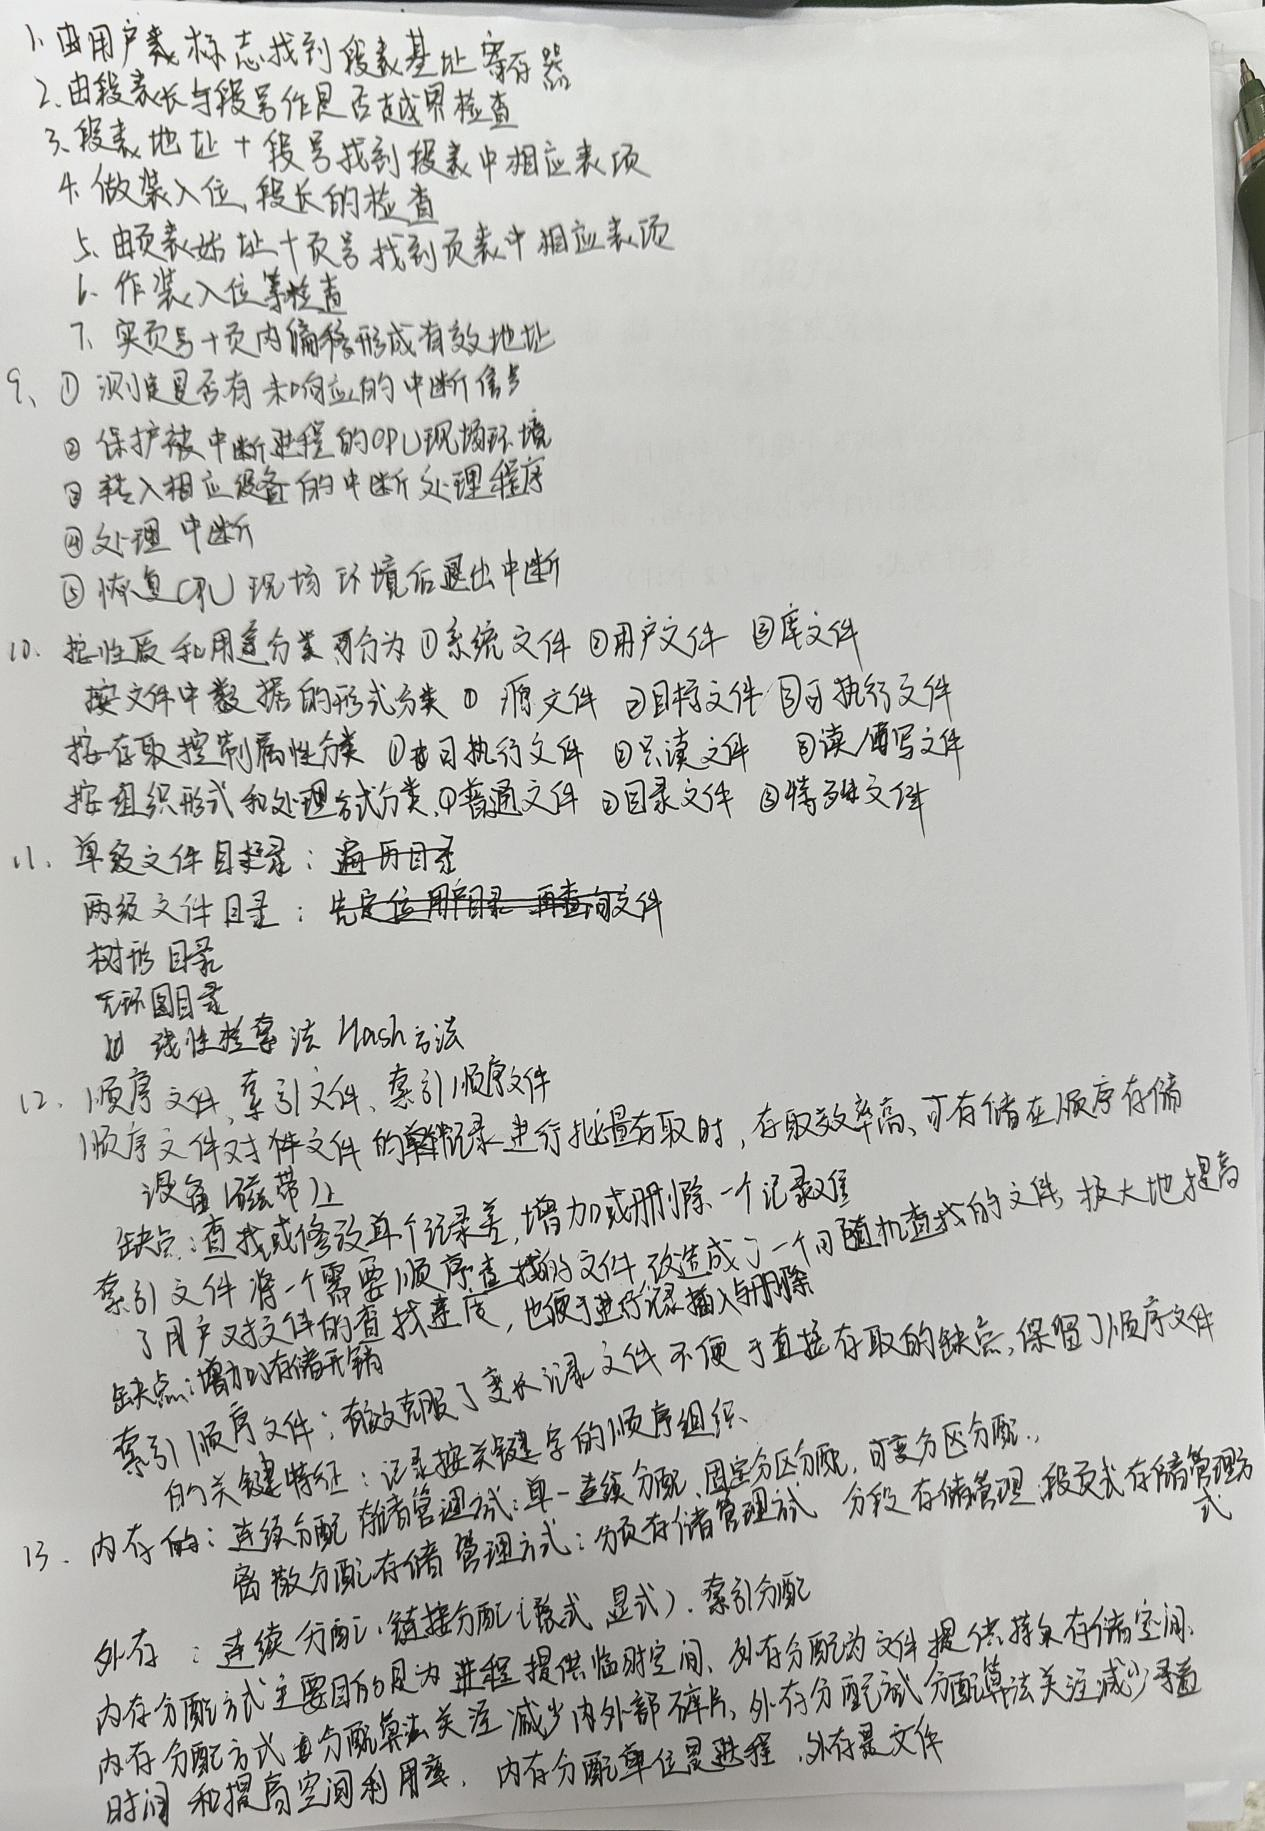 1、由用户表标志找到段表基址寄存器
2、由段表长与段号作是否越界检查
3、段表地址+段号找到段表中相应表项
4、做装入位、段长的检查
5、由页表始址+页号找到页表中相应表项
6、作装入位等检查
7、实页号+页内偏移形成有效地址
9、① 测定是否有未响应的中断信号
② 保护被中断进程的CPU现场环境
③ 转入相应设备的中断处理程序
④ 处理中断
⑤ 恢复CPU现场环境后退出中断
10. 按性质和用途分类可分为 ①系统文件 ②用户文件 ③库文件
按文件中数据的形式分类 ① 源文件 ②目标文件 ③可执行文件
按存取控制属性分类 ①可执行文件 ②只读文件 ③读/写文件
按组织形式和处理方式分类、①普通文件 ②目录文件 ③特殊文件
11、单级文件目录：遍历目录
两级文件目录：先定位用户目录 再查询文件
树形目录
无环图目录
线性检索法 Hash方法
12. 顺序文件、索引文件、索引顺序文件
顺序文件对文件的记录进行批量存取时，存取效率高、可存储在顺序存储
设备(磁带)上
缺点：查找或修改单个记录差，增加或删除一个记录难
索引文件将一个需要顺序查找的文件改造成了一个可随机查找的文件、极大地提高
了用户对文件的查找速度，也便于进行记录插入与删除
缺点：增加了存储开销
索引顺序文件：有效克服了变长记录文件不便于直接存取的缺点，保留了顺序文件
的关键特征：记录按关键字的顺序组织、
13. 内存的：连续分配存储管理方式：单一连续分配、固定分区分配，可变分区分配.，
离散分配存储管理方式：分页存储管理方式 分段存储管理、段页式存储管理方
式
外存：连续分配、链接分配(隐式 显式)、索引分配
内存分配方式主要目的是为进程提供临时空间、外存分配为文件提供持久存储空间、
内存分配方式分配算法关注减少内外部碎片、外存分配方式分配算法关注减少寻道
时间和提高空间利用率．内存分配单位是进程．外存是文件